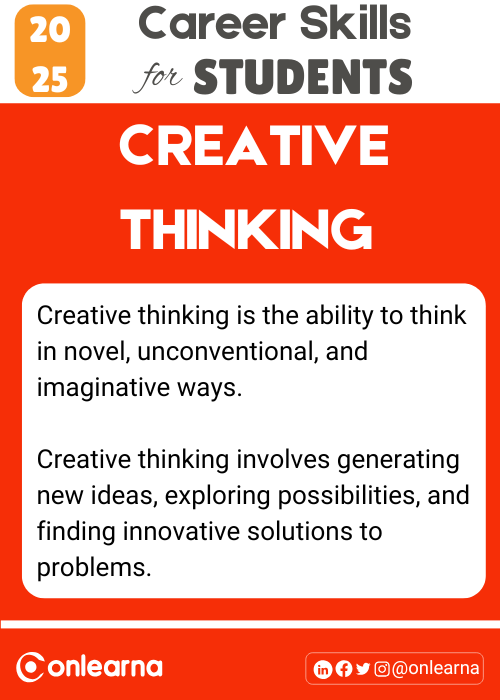 20
25
Career Skills
for STUDENTS
CREATIVE
THINKING
Creative thinking is the ability to think
in novel, unconventional, and
imaginative ways.
Creative thinking involves generating
new ideas, exploring possibilities, and
finding innovative solutions to
problems.
onlearna
@onlearna